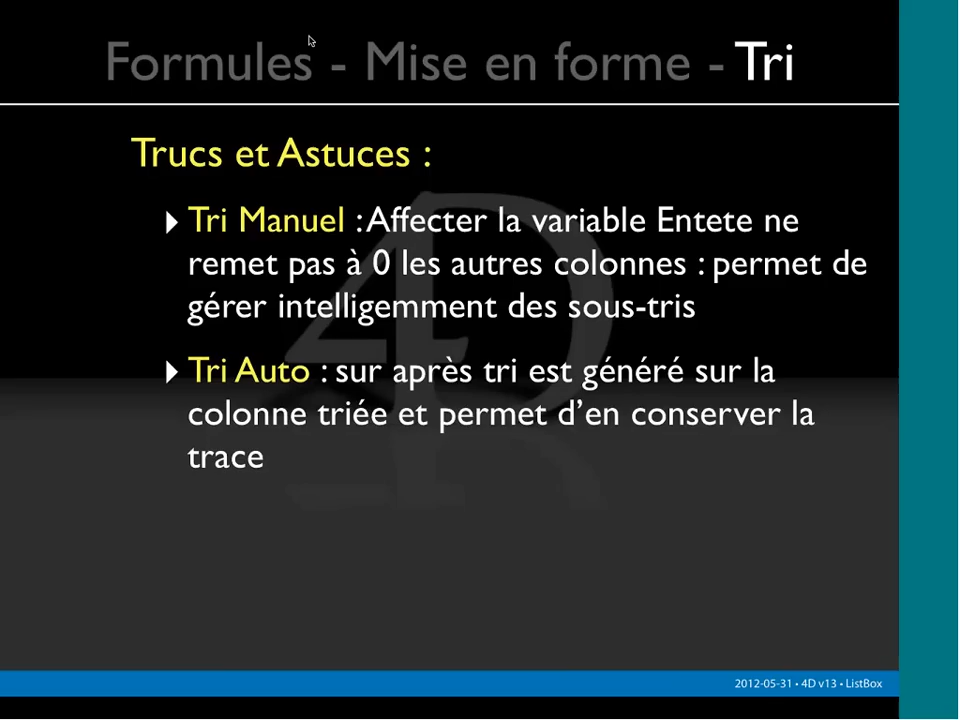 Formules - Mise en forme - Tri
Trucs et Astuces :
Tri Manuel : Affecter la variable Entete ne
remet pas à 0 les autres colonnes : permet de
gérer intelligemment des sous-tris
Tri Auto : sur après tri est généré sur la
colonne triée et permet d’en conserver la
trace
4D
2012-05-31 • 4D v13 • ListBox